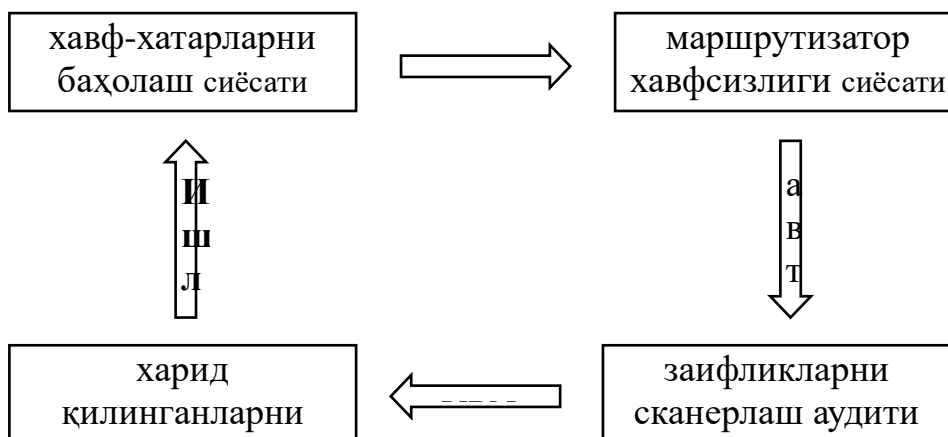 хавф-хатарларни
баҳолаш сиёсати
маршрутизатор
хавфсизлиги сиёсати
И
ш
л
а
в
т
харид
қилинганларни
заифликларни
сканерлаш аудити